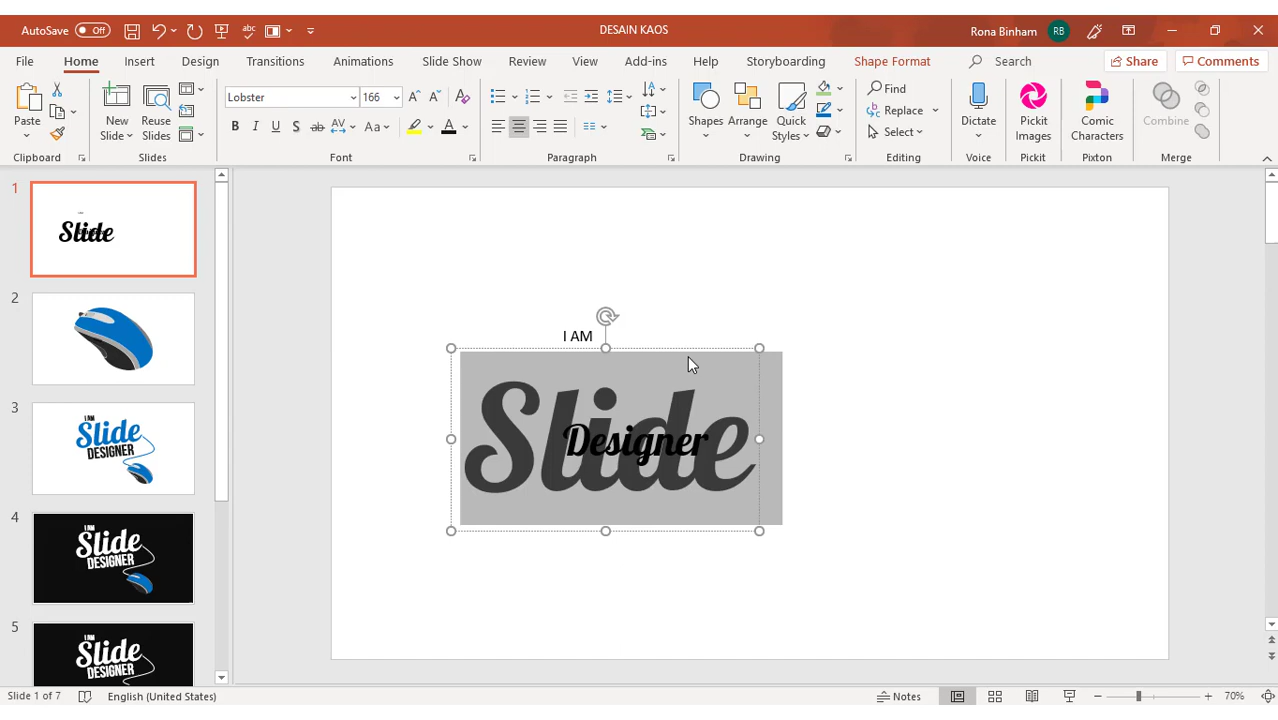 AutoSave Off DESAIN KAOS Rona Binham RB
File Home Insert Design Transitions Animations Slide Show Review View Add-ins Help Storyboarding Shape Format Search Share Comments
Lobster 166 Find
Replace
Select
Paste New Slide Reuse Slides Shapes Arrange Quick Styles Dictate Pickit Images Comic Characters Combine
Clipboard Slides Font Paragraph Drawing Editing Voice Pickit Pixton Merge
1
Slide
2
3
I AM
Slide
DESIGNER
4
I AM
Slide
DESIGNER
5
I AM
Slide
DESIGNER
I AM
Slide
Designer
Slide 1 of 7 English (United States) Notes 70%